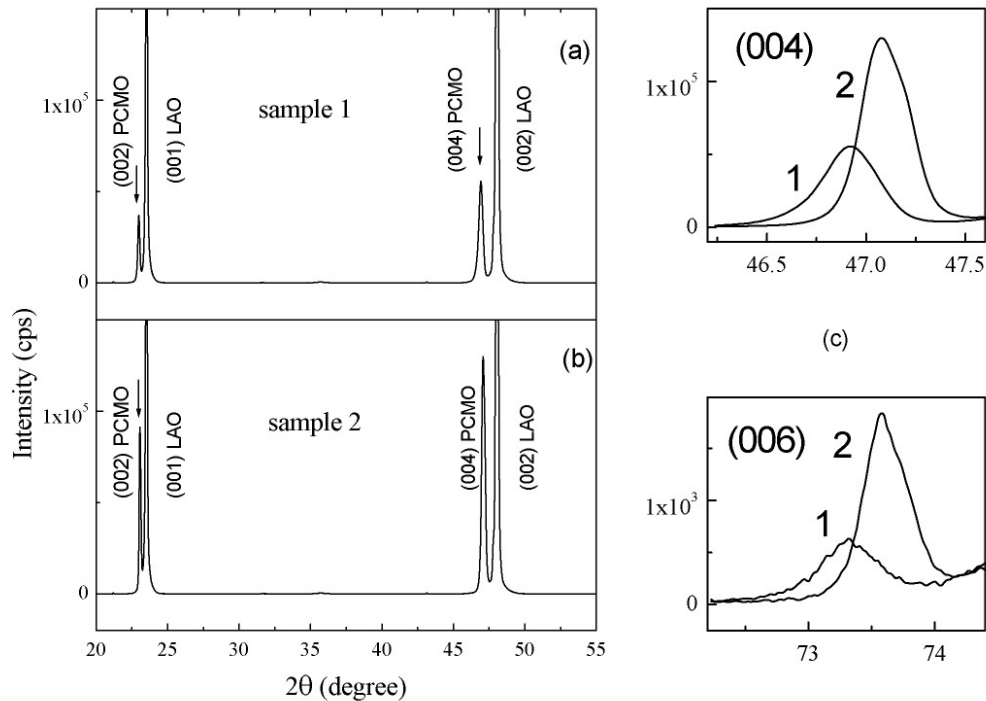 Intensity (cps)
(a)
1x10⁵
0
(002) PCMO
(001) LAO
sample 1
(004) PCMO
(002) LAO
(b)
1x10⁵
0
(002) PCMO
(001) LAO
sample 2
(004) PCMO
(002) LAO
20 25 30 35 40 45 50 55
2θ (degree)
(004)
1x10⁵
0
1
2
46.5 47.0 47.5
(c)
(006)
1x10³
0
1
2
73 74